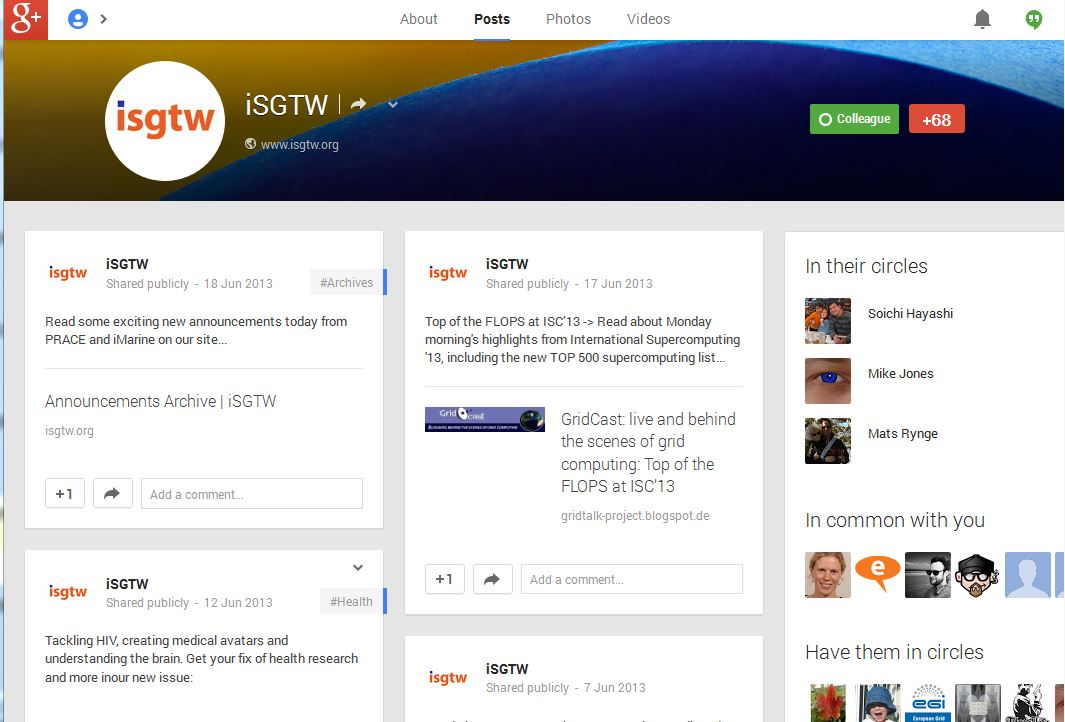 g+
About
Posts
Photos
Videos
isgtw
iSGTW
www.isgtw.org
Colleague
+68
isgtw
iSGTW
Shared publicly - 18 Jun 2013
#Archives
Read some exciting new announcements today from
PRACE and iMarine on our site...
Announcements Archive | iSGTW
isgtw.org
+1
Add a comment...
isgtw
iSGTW
Shared publicly - 12 Jun 2013
#Health
Tackling HIV, creating medical avatars and
understanding the brain. Get your fix of health research
and more inour new issue:
isgtw
iSGTW
Shared publicly - 17 Jun 2013
Top of the FLOPS at ISC'13 -> Read about Monday
morning's highlights from International Supercomputing
'13, including the new TOP 500 supercomputing list...
GridCast
GridCast: live and behind
the scenes of grid
computing: Top of the
FLOPS at ISC'13
gridtalk-project.blogspot.de
+1
Add a comment...
isgtw
iSGTW
Shared publicly - 7 Jun 2013
In their circles
Soichi Hayashi
Mike Jones
Mats Rynge
In common with you
e
Have them in circles
egi
European Grid